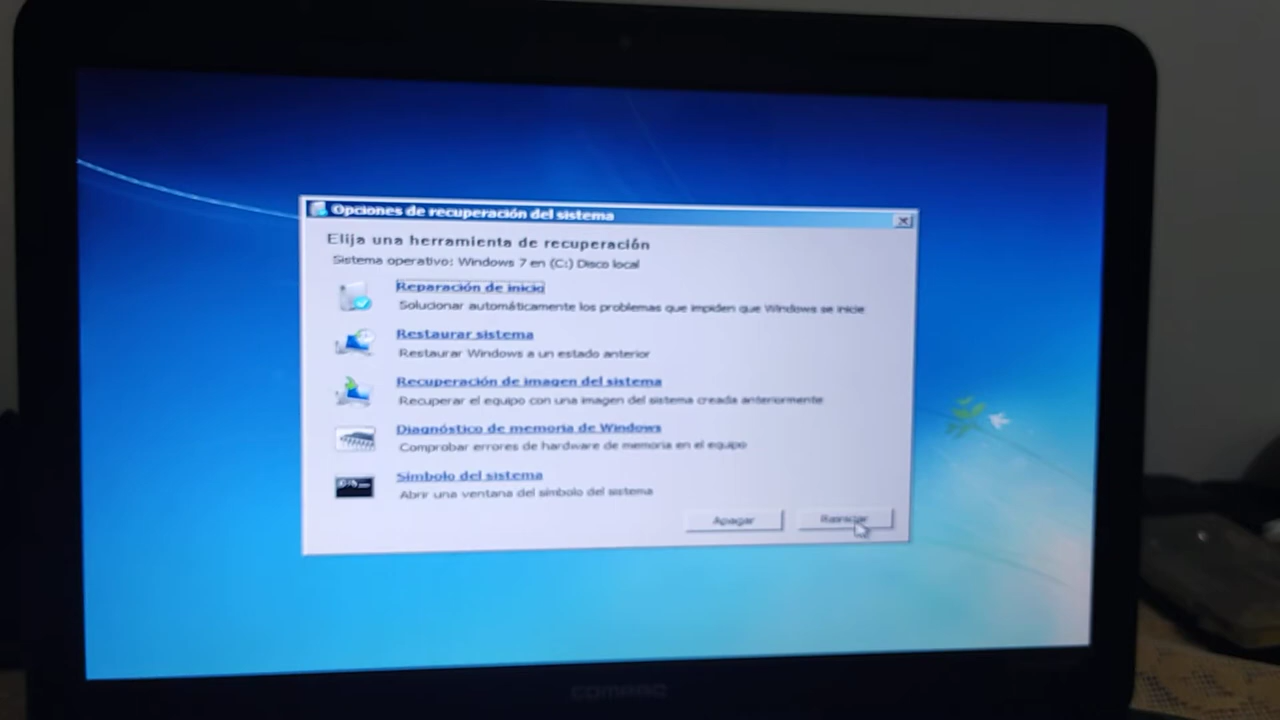 Opciones de recuperación del sistema
Elija una herramienta de recuperación
Sistema operativo: Windows 7 en (C:) Disco local
Reparación de inicio
Solucionar automáticamente los problemas que impiden que Windows se inicie
Restaurar sistema
Restaurar Windows a un estado anterior
Recuperación de imagen del sistema
Recuperar el equipo con una imagen del sistema creada anteriormente
Diagnóstico de memoria de Windows
Comprobar errores de hardware de memoria en el equipo
Símbolo del sistema
Abrir una ventana del símbolo del sistema
Apagar Reiniciar
COMPAQ